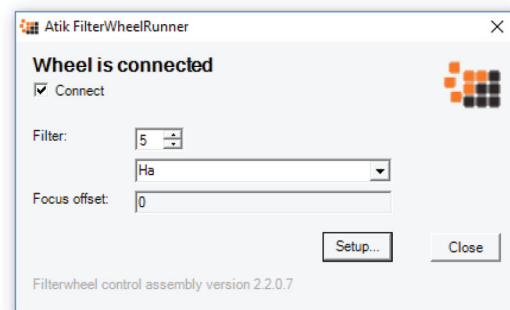 Atik FilterWheelRunner
Wheel is connected
Connect
Filter: 5
Ha
Focus offset: 0
Setup... Close
Filterwheel control assembly version 2.2.0.7